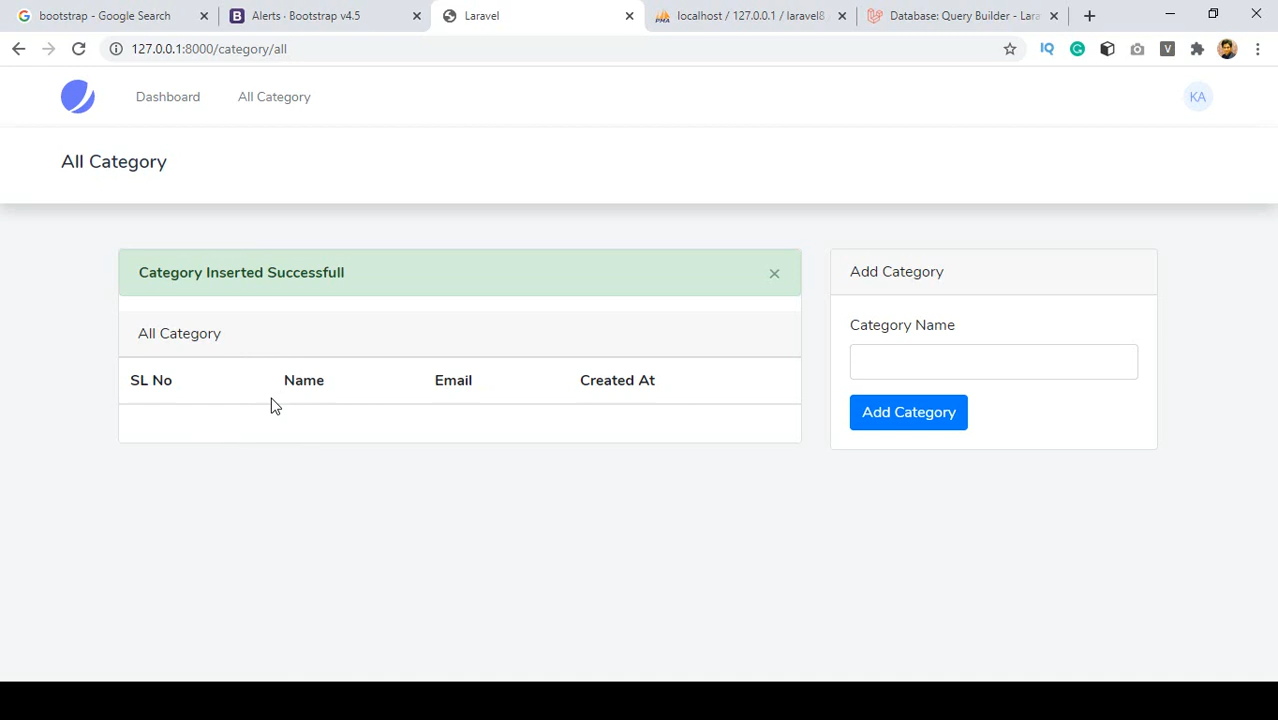 bootstrap - Google Search
Alerts · Bootstrap v4.5
Laravel
localhost / 127.0.0.1 / laravel8
Database: Query Builder - Lara
127.0.0.1:8000/category/all
IQ
V
Dashboard
All Category
KA
All Category
Category Inserted Successfull
×
All Category
SL No Name Email Created At
Add Category
Category Name
Add Category